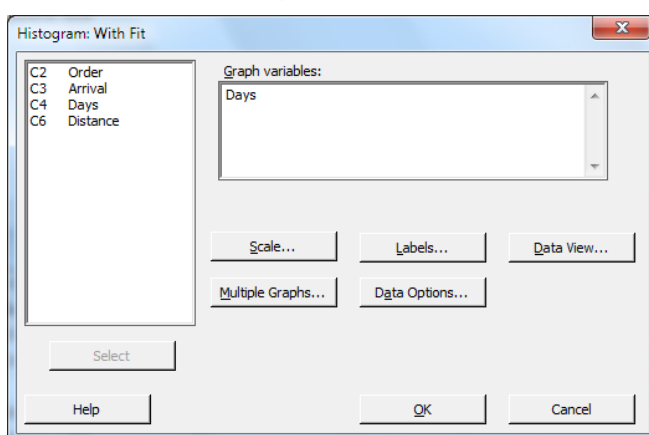 Histogram: With Fit
C2 Order
C3 Arrival
C4 Days
C6 Distance
Graph variables:
Days
Scale...
Labels...
Data View...
Multiple Graphs...
Data Options...
Select
Help
OK
Cancel